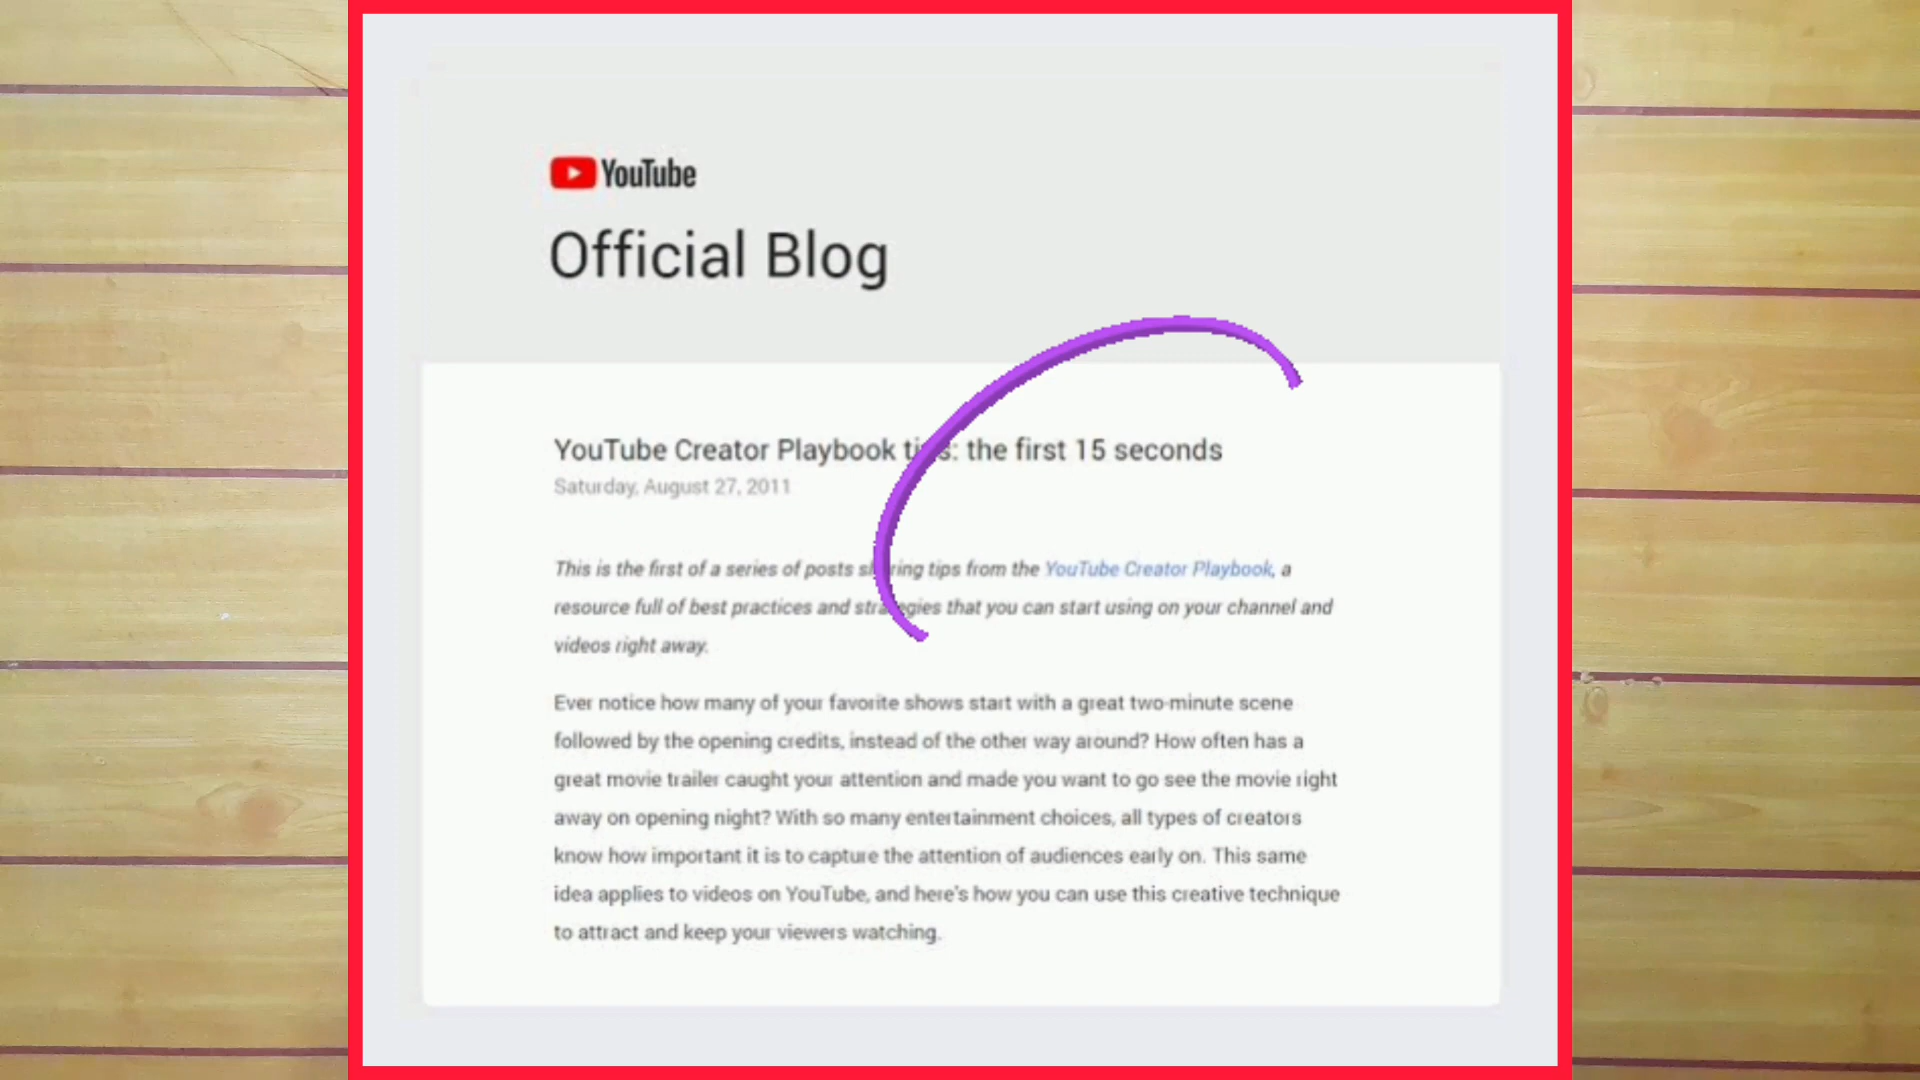 YouTube
Official Blog
YouTube Creator Playbook tips: the first 15 seconds
Saturday, August 27, 2011
This is the first of a series of posts sharing tips from the YouTube Creator Playbook, a
resource full of best practices and strategies that you can start using on your channel and
videos right away.
Ever notice how many of your favorite shows start with a great two-minute scene
followed by the opening credits, instead of the other way around? How often has a
great movie trailer caught your attention and made you want to go see the movie right
away on opening night? With so many entertainment choices, all types of creators
know how important it is to capture the attention of audiences early on. This same
idea applies to videos on YouTube, and here's how you can use this creative technique
to attract and keep your viewers watching.